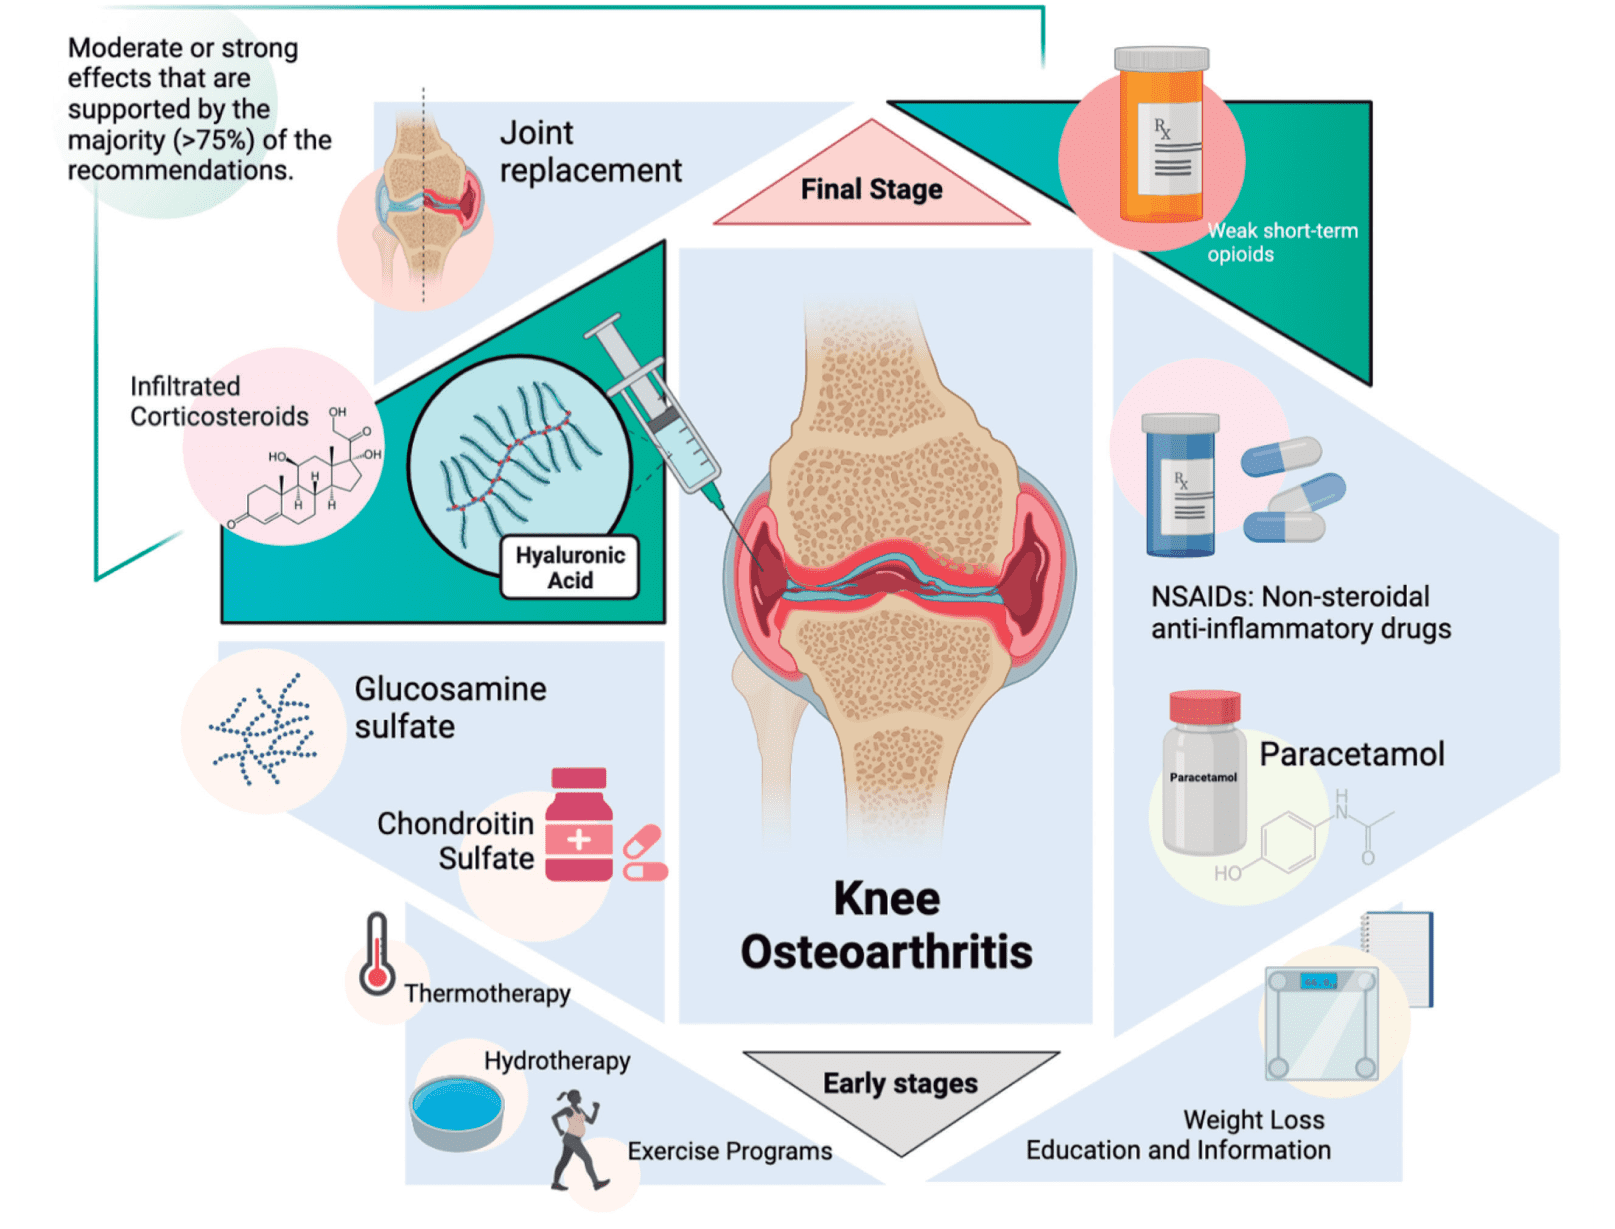 Moderate or strong
effects that are
supported by the
majority (>75%) of the
recommendations.
Joint
replacement
Final Stage
Rx
Weak short-term
opioids
Infiltrated
Corticosteroids
OH
O
OH
HO
H
H
H
O
Hyaluronic
Acid
Rx
NSAIDs: Non-steroidal
anti-inflammatory drugs
Glucosamine
sulfate
Chondroitin
Sulfate
Paracetamol
Paracetamol
H
N
O
HO
Knee
Osteoarthritis
Thermotherapy
Hydrotherapy
Exercise Programs
Early stages
Weight Loss
Education and Information